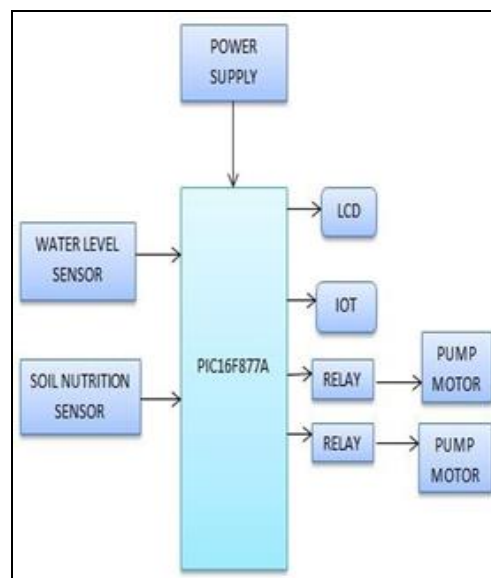 POWER
SUPPLY
LCD
WATER LEVEL
SENSOR
IOT
PIC16F877A
SOIL NUTRITION
SENSOR
RELAY
PUMP
MOTOR
RELAY
PUMP
MOTOR